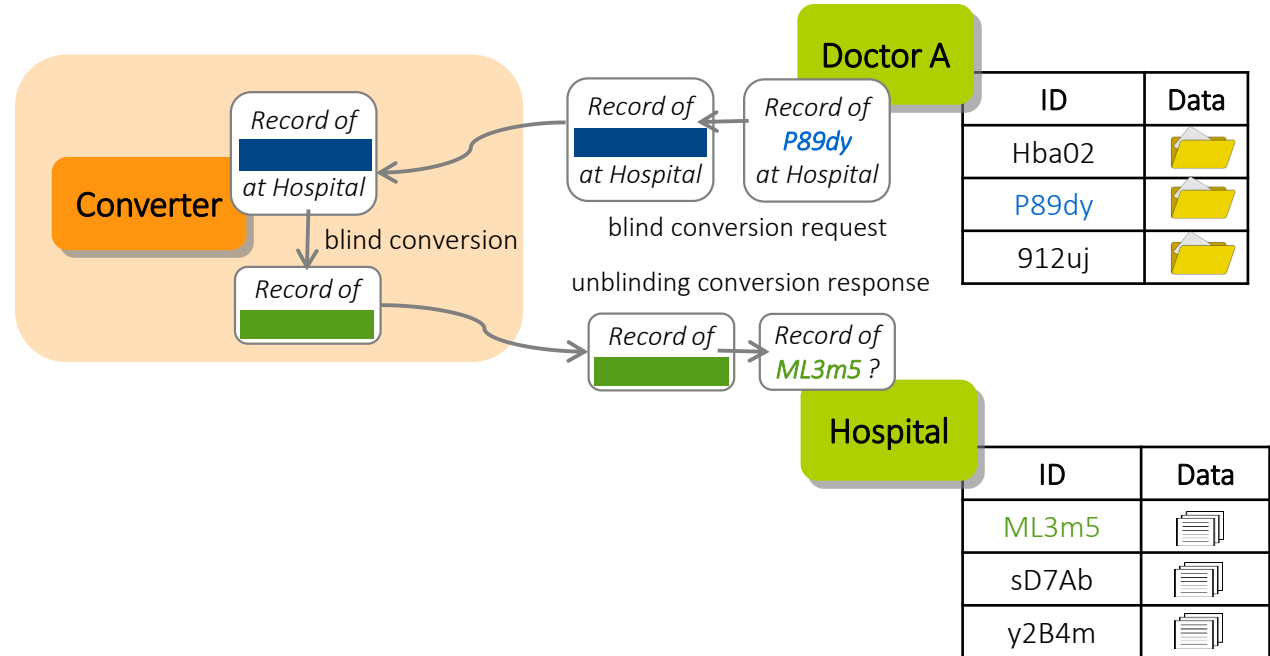 Doctor A
ID Data
Hba02
P89dy
912uj
Record of
P89dy
at Hospital
Record of
at Hospital
blind conversion request
Record of
at Hospital
Converter
blind conversion
Record of
unblinding conversion response
Record of
Record of
ML3m5 ?
Hospital
ID Data
ML3m5
sD7Ab
y2B4m